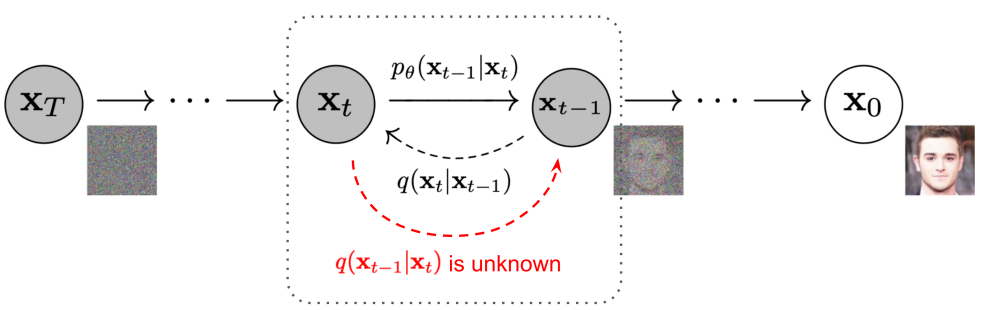 p_θ(x_{t−1}|x_t)
x_T → ⋯ → x_t → x_{t−1} → ⋯ → x_0
q(x_t|x_{t−1})
q(x_{t−1}|x_t) is unknown